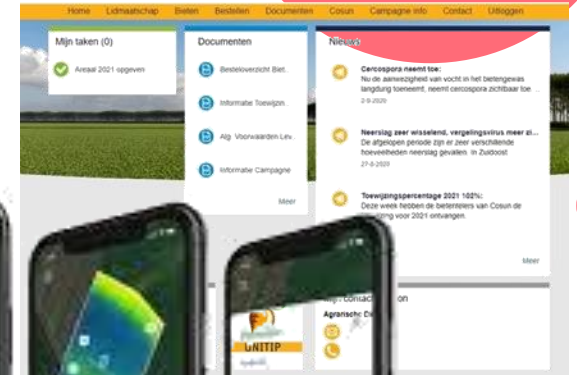 Home Lidmaatschap Bieten Bestellen Documenten Cosun Campagne info Contact Uitloggen
Mijn taken (0)
Areaal 2021 opgeven
Documenten
Besteloverzicht Biet.
Informatie Toewijzin.
Alg. Voorwaarden Lev.
Informatie Campagne
Meer
Nieuws
Cercospora neemt toe:
Nu de aanwezigheid van vocht in het bietengewas
langdurig toeneemt, neemt cercospora zichtbaar toe. ...
2-9-2020
Neerslag zeer wisselend, vergelingsvirus meer zi...
De afgelopen periode zijn er zeer verschillende
hoeveelheden neerslag gevallen. In Zuidoost
27-8-2020
Toewijzingspercentage 2021 102%:
Deze week hebben de bietentelers van Cosun de
voor 2021 ontvangen.
Meer
Mijn
Agrarische
UNITIP